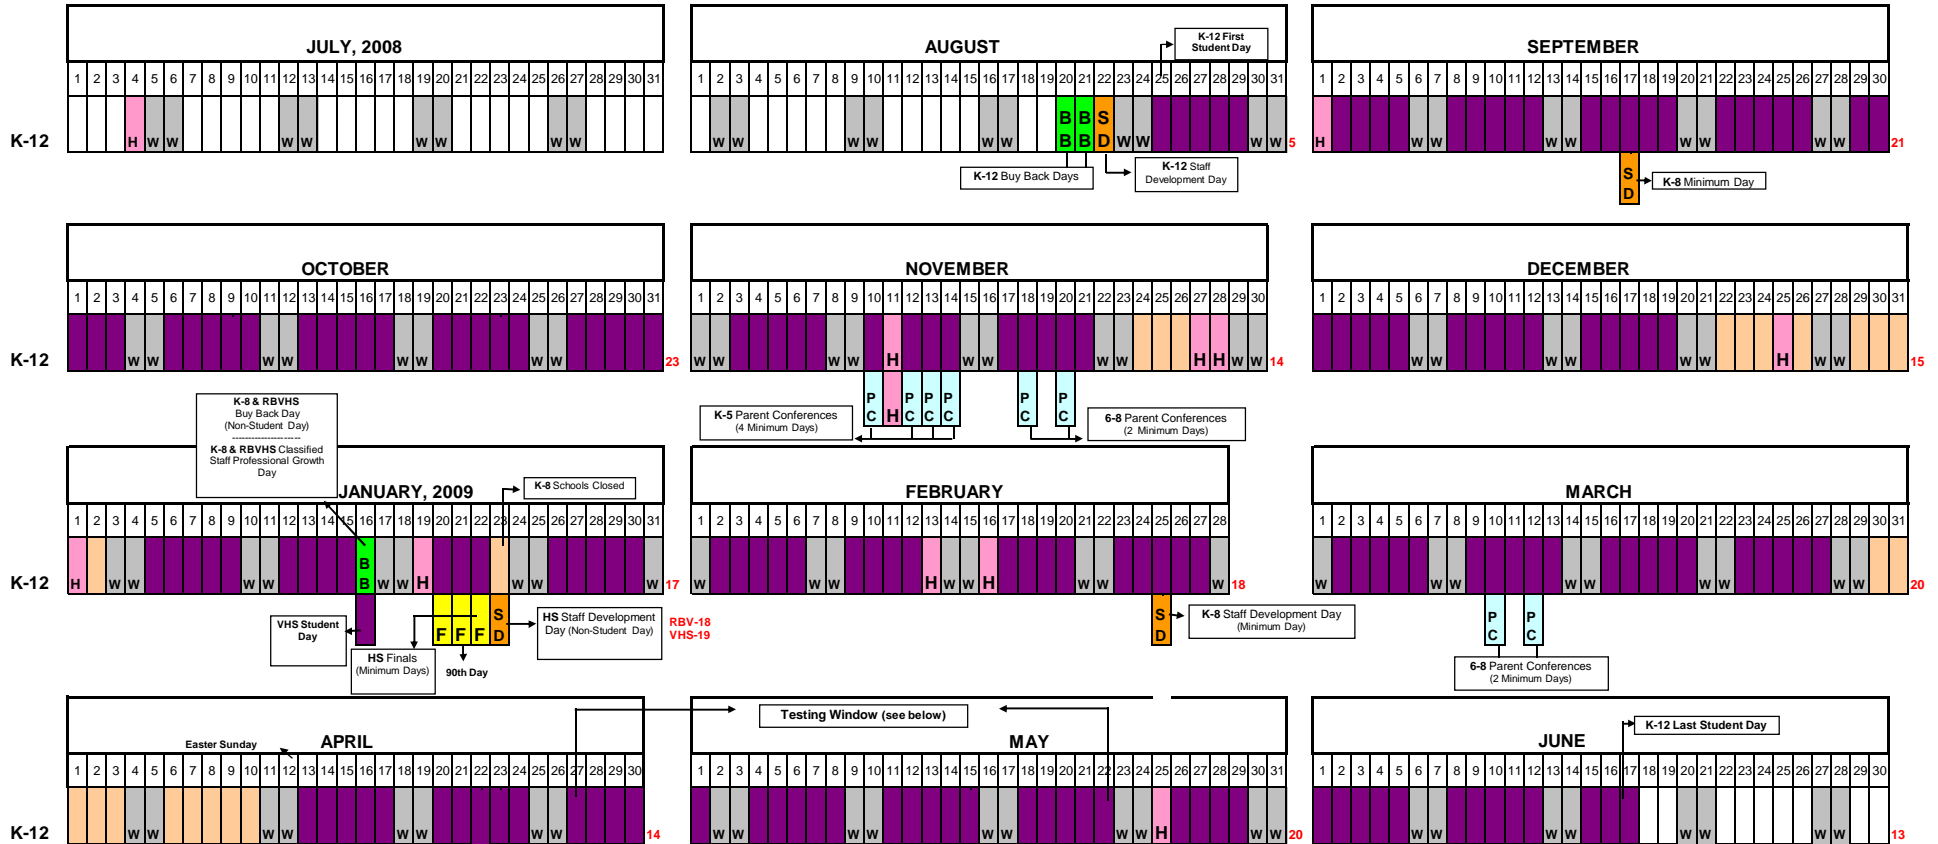 JULY, 2008
1 2 3 4 5 6 7 8 9 10 11 12 13 14 15 16 17 18 19 20 21 22 23 24 25 26 27 28 29 30 31
K-12 H W W W W W W W W
AUGUST
K-12 First
Student Day
1 2 3 4 5 6 7 8 9 10 11 12 13 14 15 16 17 18 19 20 21 22 23 24 25 26 27 28 29 30 31
W W W W W W B B B B S D W W W W 5
K-12 Buy Back Days
K-12 Staff
Development Day
SEPTEMBER
1 2 3 4 5 6 7 8 9 10 11 12 13 14 15 16 17 18 19 20 21 22 23 24 25 26 27 28 29 30
H W W W W W W W W 21
S D
K-8 Minimum Day
OCTOBER
1 2 3 4 5 6 7 8 9 10 11 12 13 14 15 16 17 18 19 20 21 22 23 24 25 26 27 28 29 30 31
K-12 W W W W W W W W 23
NOVEMBER
1 2 3 4 5 6 7 8 9 10 11 12 13 14 15 16 17 18 19 20 21 22 23 24 25 26 27 28 29 30
W W W W H W W W W H H W W 14
P C H P C P C P C P C P C
K-5 Parent Conferences
(4 Minimum Days)
6-8 Parent Conferences
(2 Minimum Days)
DECEMBER
1 2 3 4 5 6 7 8 9 10 11 12 13 14 15 16 17 18 19 20 21 22 23 24 25 26 27 28 29 30 31
W W W W W W H W W 15
K-8 & RBVHS
Buy Back Day
(Non-Student Day)
----------------------
K-8 & RBVHS Classified
Staff Professional Growth
Day
JANUARY, 2009
K-8 Schools Closed
1 2 3 4 5 6 7 8 9 10 11 12 13 14 15 16 17 18 19 20 21 22 23 24 25 26 27 28 29 30 31
K-12 H W W W W B B W W H W W W 17
F F F S D
VHS Student
Day
HS Finals
(Minimum Days)
90th Day
HS Staff Development
Day (Non-Student Day)
RBV-18
VHS-19
FEBRUARY
1 2 3 4 5 6 7 8 9 10 11 12 13 14 15 16 17 18 19 20 21 22 23 24 25 26 27 28
W W W H W W H W W W 18
S D
K-8 Staff Development Day
(Minimum Day)
MARCH
1 2 3 4 5 6 7 8 9 10 11 12 13 14 15 16 17 18 19 20 21 22 23 24 25 26 27 28 29 30 31
W W W W W W W W W 20
P C P C
6-8 Parent Conferences
(2 Minimum Days)
Easter Sunday
APRIL
1 2 3 4 5 6 7 8 9 10 11 12 13 14 15 16 17 18 19 20 21 22 23 24 25 26 27 28 29 30
K-12 W W W W W W W W 14
Testing Window (see below)
MAY
1 2 3 4 5 6 7 8 9 10 11 12 13 14 15 16 17 18 19 20 21 22 23 24 25 26 27 28 29 30 31
W W W W W W W W H W W 20
K-12 Last Student Day
JUNE
1 2 3 4 5 6 7 8 9 10 11 12 13 14 15 16 17 18 19 20 21 22 23 24 25 26 27 28 29 30
W W W W W W W W 13